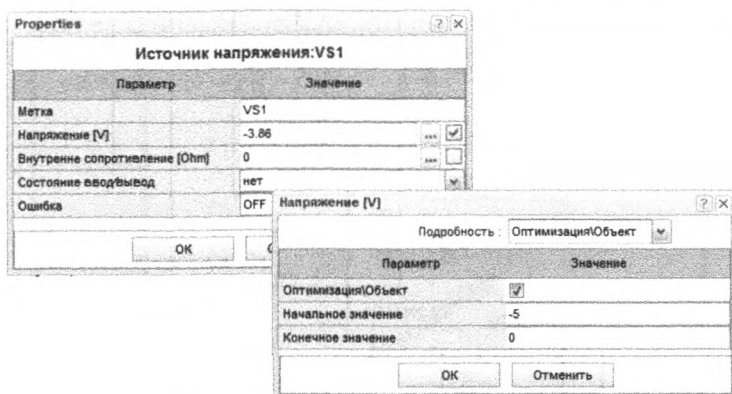 Properties
Источник напряжения:VS1
Параметр Значение
Метка VS1
Напряжение [V] -3.86 ...
Внутренне сопротивление [Ohm] 0 ...
Состояние ввод/вывод нет
Ошибка OFF
OK
Напряжение [V]
Подробность : Оптимизация\Объект
Параметр Значение
Оптимизация\Объект
Начальное значение -5
Конечное значение 0
OK Отменить